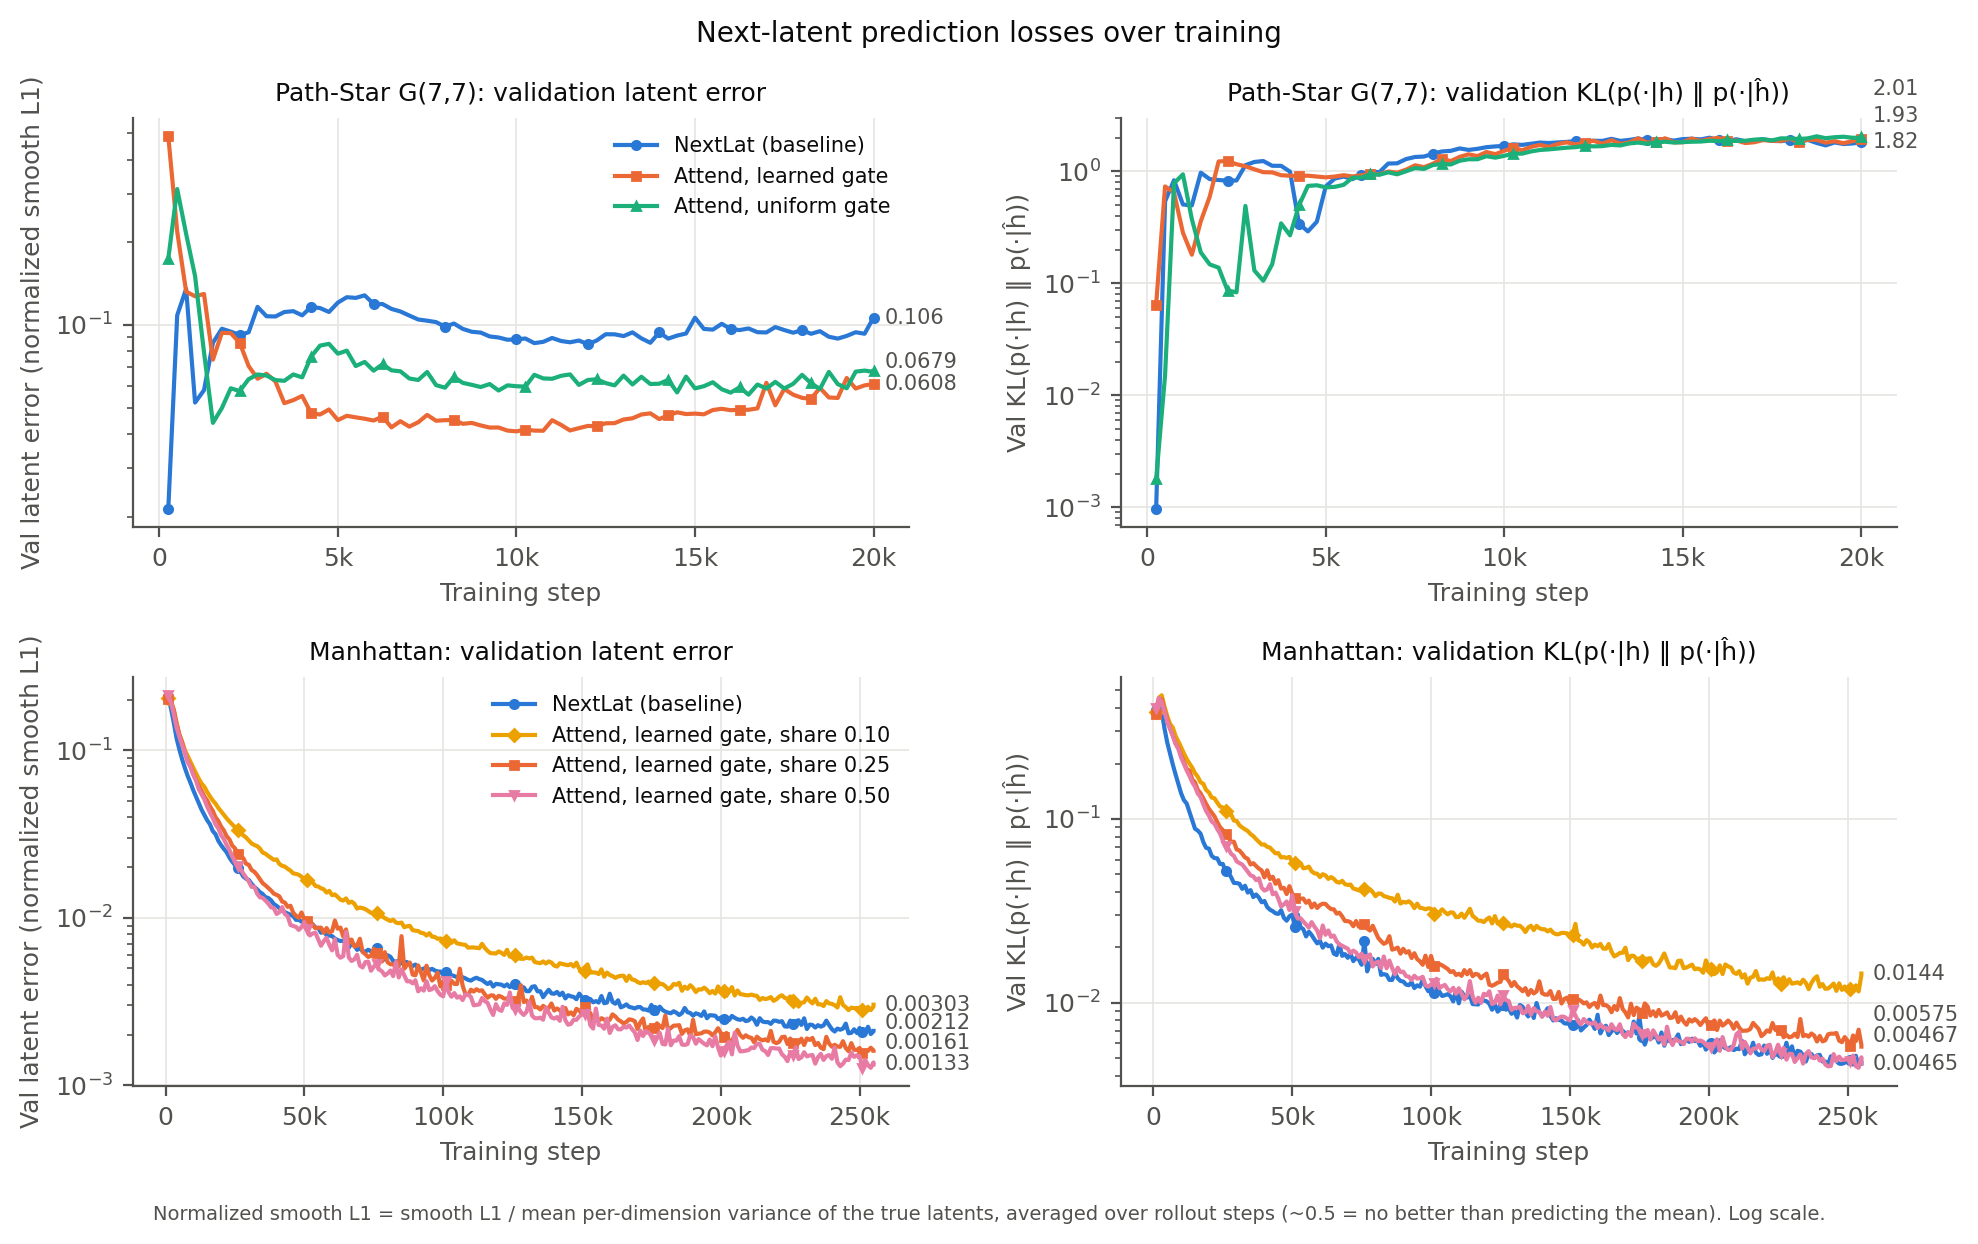 Next-latent prediction losses over training
Path-Star G(7,7): validation latent error
Val latent error (normalized smooth L1)
10⁻¹
NextLat (baseline)
Attend, learned gate
Attend, uniform gate
0.106
0.0679
0.0608
0 5k 10k 15k 20k
Training step
Path-Star G(7,7): validation KL(p(·|h) ∥ p(·|ĥ))
Val KL(p(·|h) ∥ p(·|ĥ))
10⁰
10⁻¹
10⁻²
10⁻³
2.01
1.93
1.82
0 5k 10k 15k 20k
Training step
Manhattan: validation latent error
Val latent error (normalized smooth L1)
10⁻¹
10⁻²
10⁻³
NextLat (baseline)
Attend, learned gate, share 0.10
Attend, learned gate, share 0.25
Attend, learned gate, share 0.50
0.00303
0.00212
0.00161
0.00133
0 50k 100k 150k 200k 250k
Training step
Manhattan: validation KL(p(·|h) ∥ p(·|ĥ))
Val KL(p(·|h) ∥ p(·|ĥ))
10⁻¹
10⁻²
0.0144
0.00575
0.00467
0.00465
0 50k 100k 150k 200k 250k
Training step
Normalized smooth L1 = smooth L1 / mean per-dimension variance of the true latents, averaged over rollout steps (~0.5 = no better than predicting the mean). Log scale.